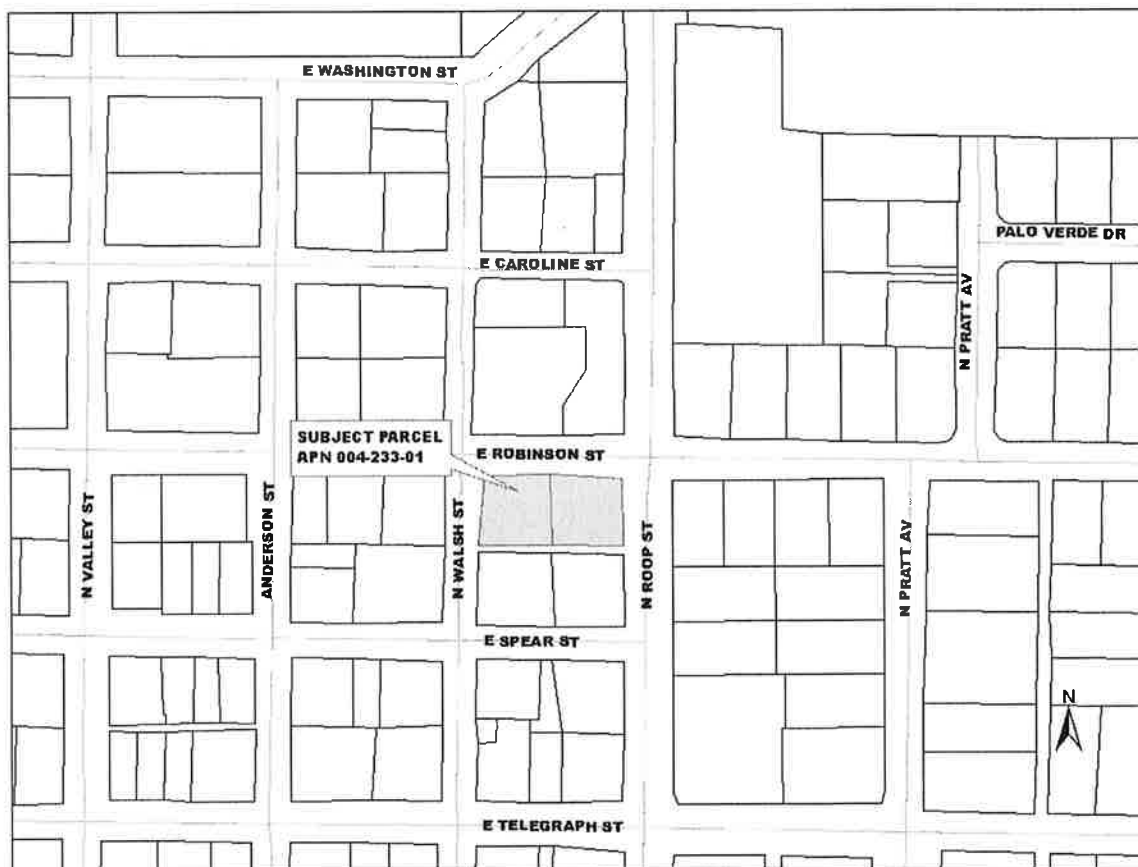 E WASHINGTON ST
PALO VERDE DR
E CAROLINE ST
N PRATT AV
SUBJECT PARCEL
APN 004-233-01
E ROBINSON ST
N VALLEY ST
ANDERSON ST
N WALSH ST
N ROOP ST
N PRATT AV
E SPEAR ST
N
E TELEGRAPH ST